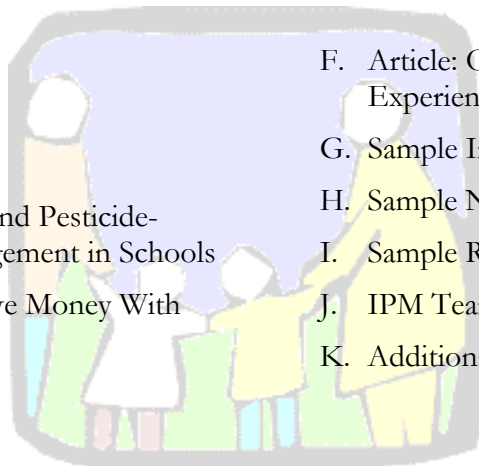 nd Pesticide-
gement in Schools
ve Money With
F. Article:
Experien
G. Sample I
H. Sample N
I. Sample R
J. IPM Tea
K. Addition